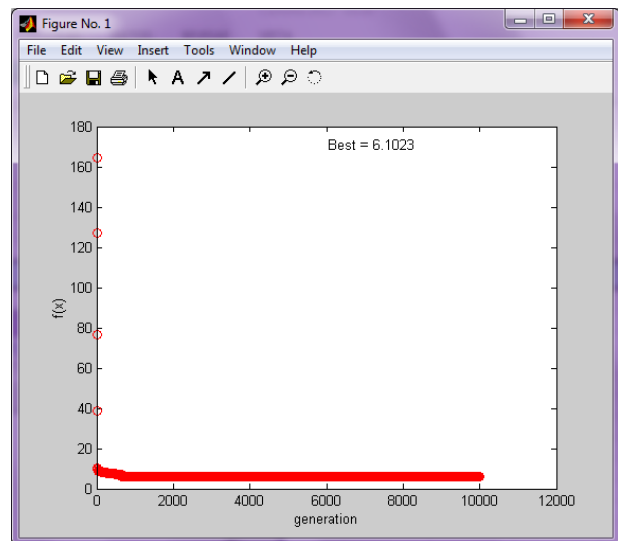 Figure No. 1
File Edit View Insert Tools Window Help
A
Best = 6.1023
180
160
140
120
100
80
60
40
20
0
f(x)
0 2000 4000 6000 8000 10000 12000
generation